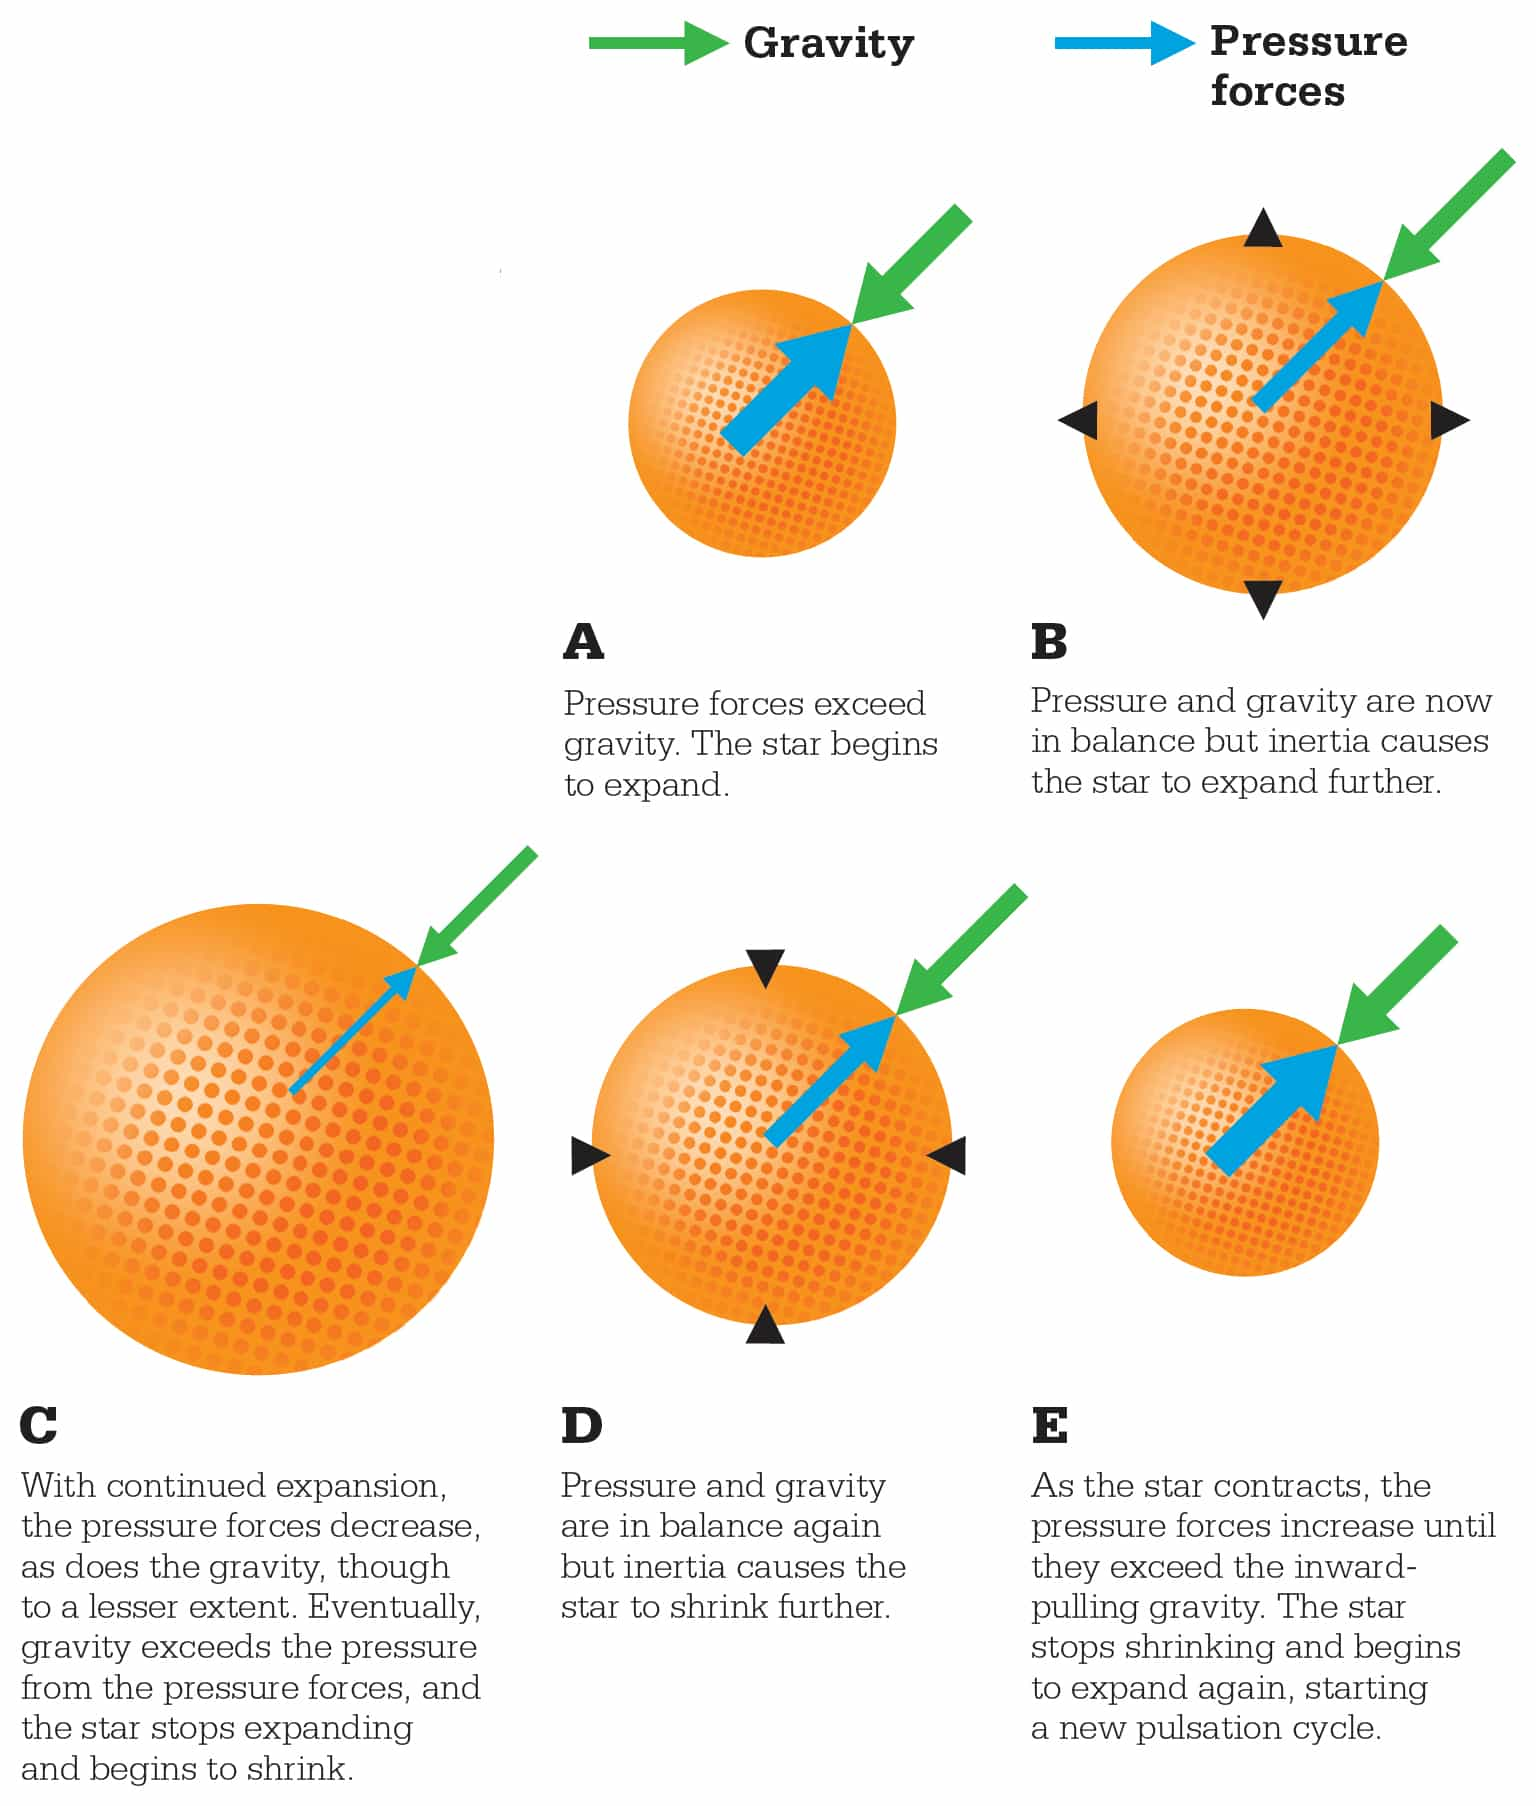 Gravity
Pressure
forces
A
Pressure forces exceed
gravity. The star begins
to expand.
B
Pressure and gravity are now
in balance but inertia causes
the star to expand further.
C
With continued expansion,
the pressure forces decrease,
as does the gravity, though
to a lesser extent. Eventually,
gravity exceeds the pressure
from the pressure forces, and
the star stops expanding
and begins to shrink.
D
Pressure and gravity
are in balance again
but inertia causes the
star to shrink further.
E
As the star contracts, the
pressure forces increase until
they exceed the inward-
pulling gravity. The star
stops shrinking and begins
to expand again, starting
a new pulsation cycle.